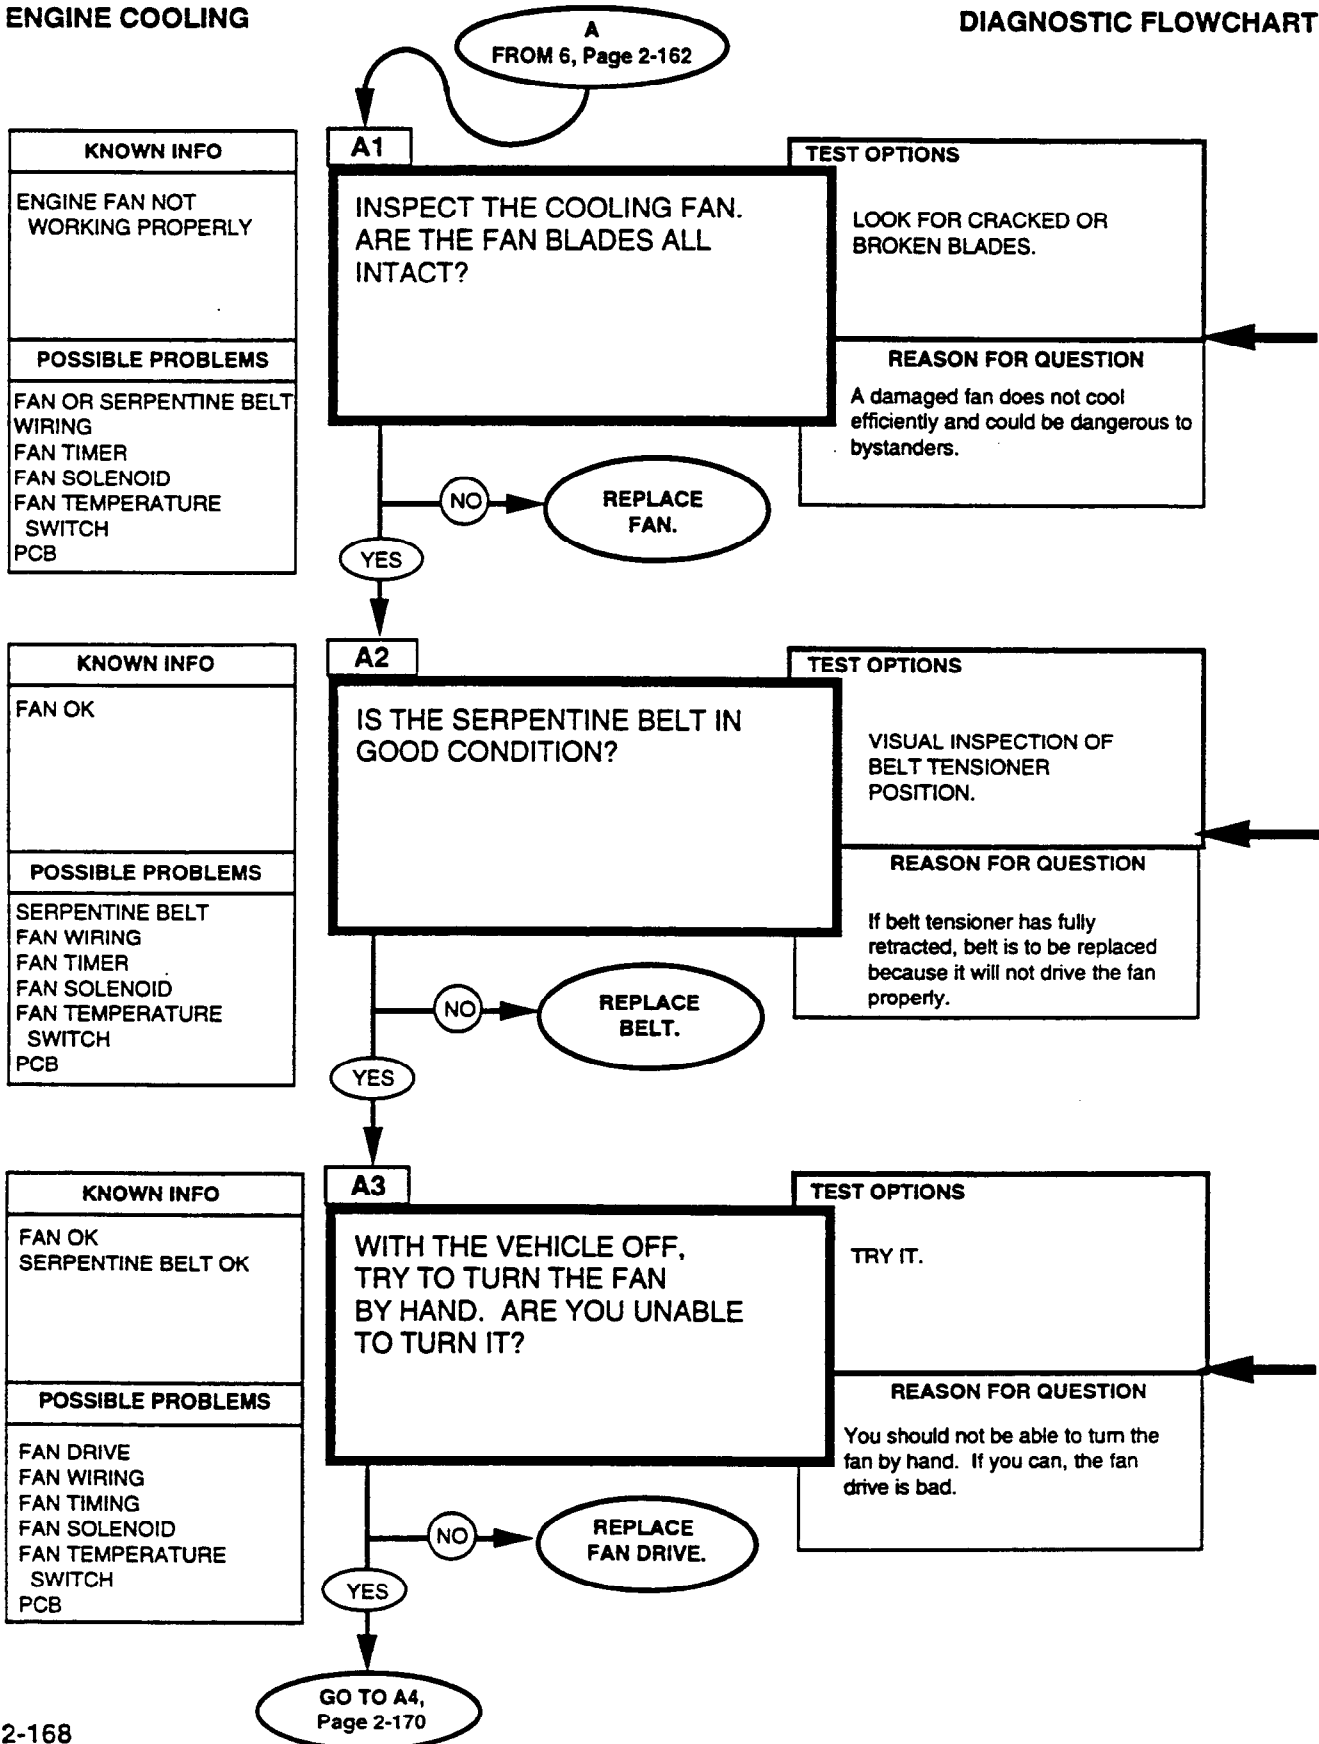 ENGINE COOLING
DIAGNOSTIC FLOWCHART
A
FROM 6, Page 2-162
KNOWN INFO
ENGINE FAN NOT
WORKING PROPERLY
POSSIBLE PROBLEMS
FAN OR SERPENTINE BELT
WIRING
FAN TIMER
FAN SOLENOID
FAN TEMPERATURE
SWITCH
PCB
A1
INSPECT THE COOLING FAN.
ARE THE FAN BLADES ALL
INTACT?
TEST OPTIONS
LOOK FOR CRACKED OR
BROKEN BLADES.
REASON FOR QUESTION
A damaged fan does not cool
efficiently and could be dangerous to
bystanders.
NO
REPLACE
FAN.
YES
KNOWN INFO
FAN OK
POSSIBLE PROBLEMS
SERPENTINE BELT
FAN WIRING
FAN TIMER
FAN SOLENOID
FAN TEMPERATURE
SWITCH
PCB
A2
IS THE SERPENTINE BELT IN
GOOD CONDITION?
TEST OPTIONS
VISUAL INSPECTION OF
BELT TENSIONER
POSITION.
REASON FOR QUESTION
If belt tensioner has fully
retracted, belt is to be replaced
because it will not drive the fan
properly.
NO
REPLACE
BELT.
YES
KNOWN INFO
FAN OK
SERPENTINE BELT OK
POSSIBLE PROBLEMS
FAN DRIVE
FAN WIRING
FAN TIMING
FAN SOLENOID
FAN TEMPERATURE
SWITCH
PCB
A3
WITH THE VEHICLE OFF,
TRY TO TURN THE FAN
BY HAND. ARE YOU UNABLE
TO TURN IT?
TEST OPTIONS
TRY IT.
REASON FOR QUESTION
You should not be able to turn the
fan by hand. If you can, the fan
drive is bad.
NO
REPLACE
FAN DRIVE.
YES
GO TO A4,
Page 2-170
2-168